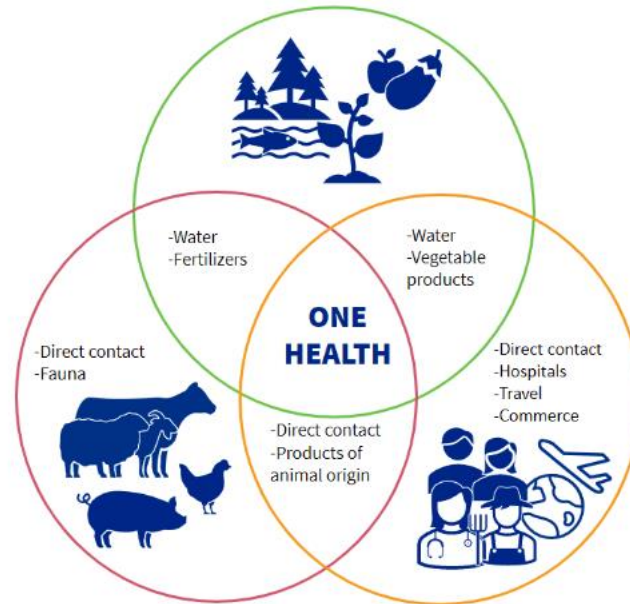 -Water
-Fertilizers
-Water
-Vegetable
products
ONE
HEALTH
-Direct contact
-Fauna
-Direct contact
-Hospitals
-Travel
-Commerce
-Direct contact
-Products of
animal origin